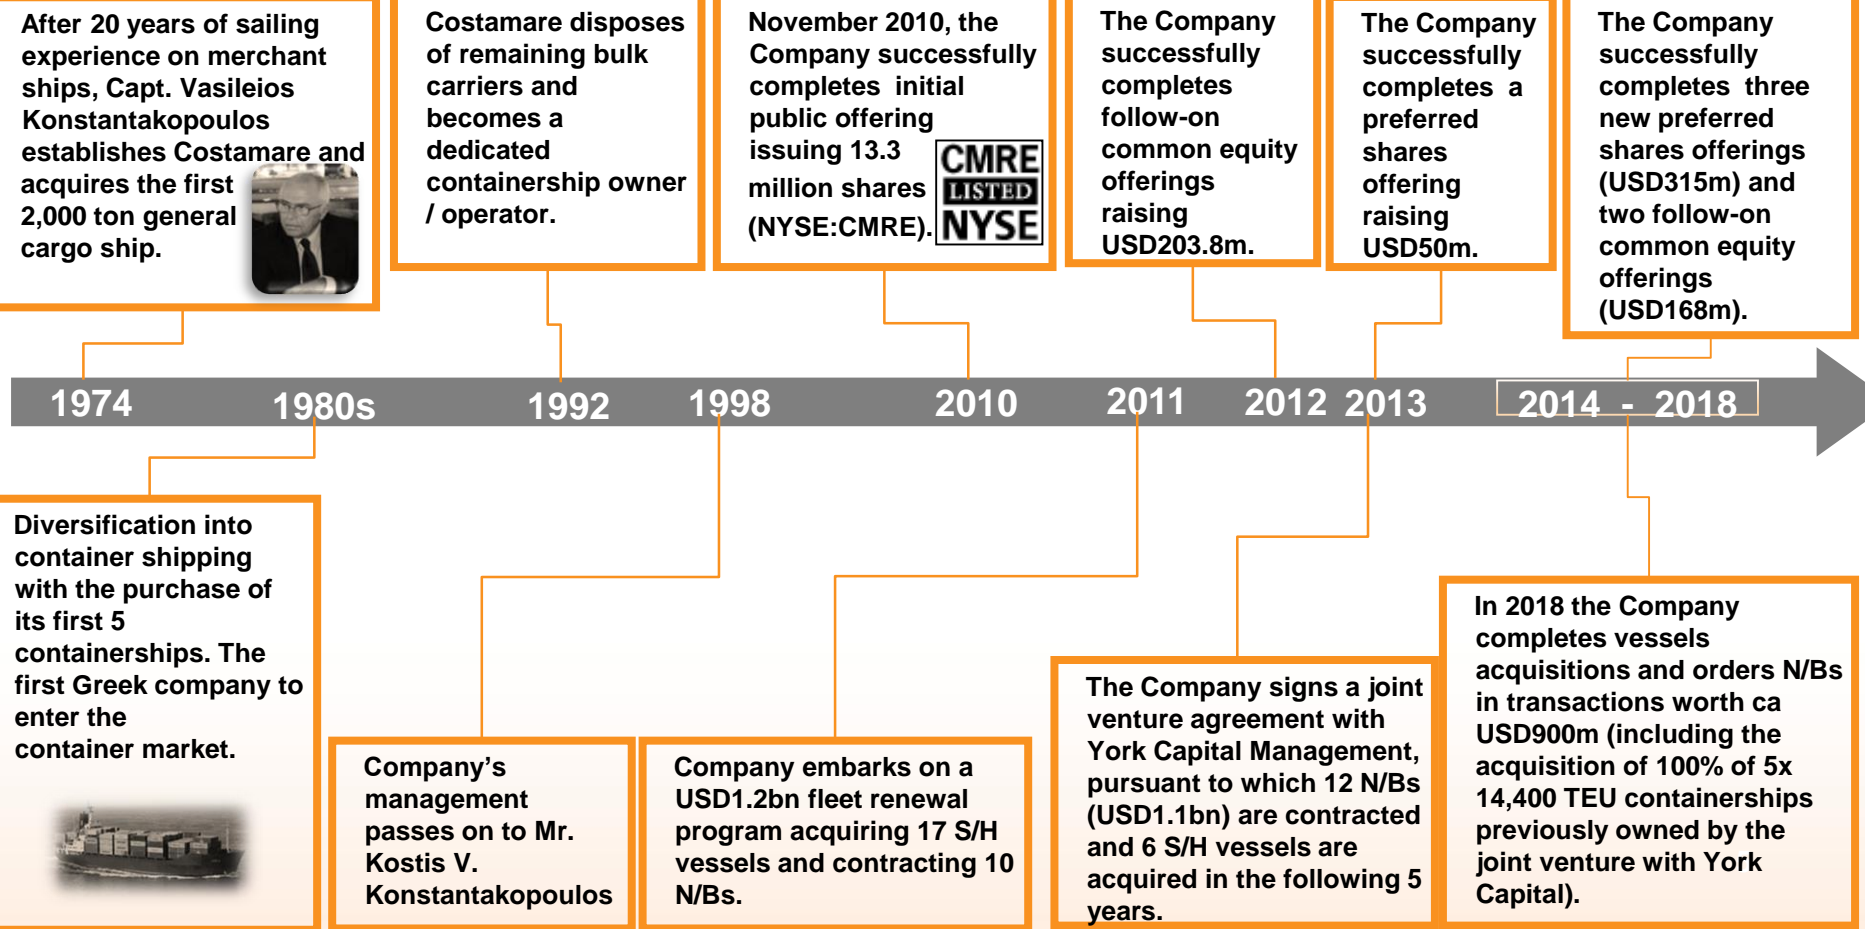 After 20 years of sailing
experience on merchant
ships, Capt. Vasileios
Konstantakopoulos
establishes Costamare and
acquires the first
2,000 ton general
cargo ship.
Costamare disposes
of remaining bulk
carriers and
becomes a
dedicated
containership owner
/ operator.
November 2010, the
Company successfully
completes initial
public offering
issuing 13.3
million shares
(NYSE:CMRE).
CMRE
LISTED
NYSE
The Company
successfully
completes
follow-on
common equity
offerings
raising
USD203.8m.
The Company
successfully
completes a
preferred
shares
offering
raising
USD50m.
The Company
successfully
completes three
new preferred
shares offerings
(USD315m) and
two follow-on
common equity
offerings
(USD168m).
1974 1980s 1992 1998 2010 2011 2012 2013 2014 - 2018
Diversification into
container shipping
with the purchase of
its first 5
containerships. The
first Greek company to
enter the
container market.
Company’s
management
passes on to Mr.
Kostis V.
Konstantakopoulos
Company embarks on a
USD1.2bn fleet renewal
program acquiring 17 S/H
vessels and contracting 10
N/Bs.
The Company signs a joint
venture agreement with
York Capital Management,
pursuant to which 12 N/Bs
(USD1.1bn) are contracted
and 6 S/H vessels are
acquired in the following 5
years.
In 2018 the Company
completes vessels
acquisitions and orders N/Bs
in transactions worth ca
USD900m (including the
acquisition of 100% of 5x
14,400 TEU containerships
previously owned by the
joint venture with York
Capital).